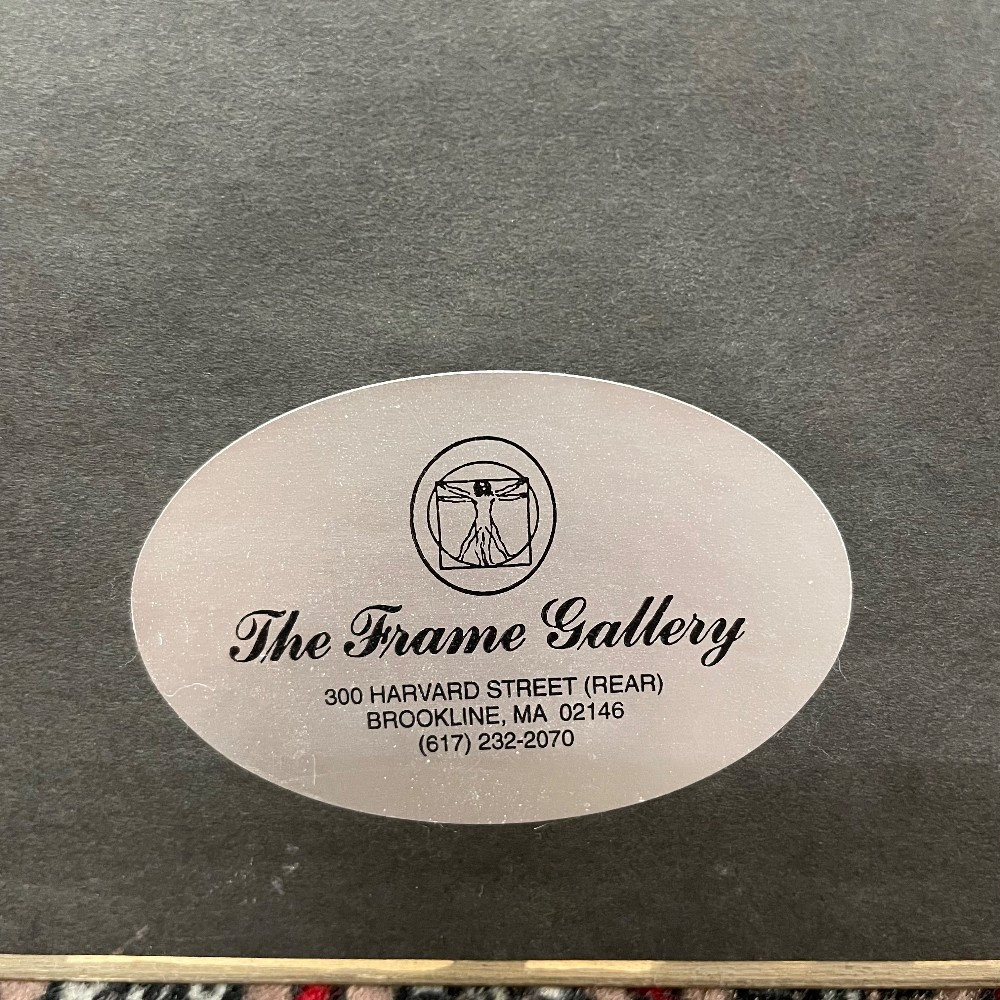 The Frame Gallery
300 HARVARD STREET (REAR)
BROOKLINE, MA 02146
(617) 232-2070